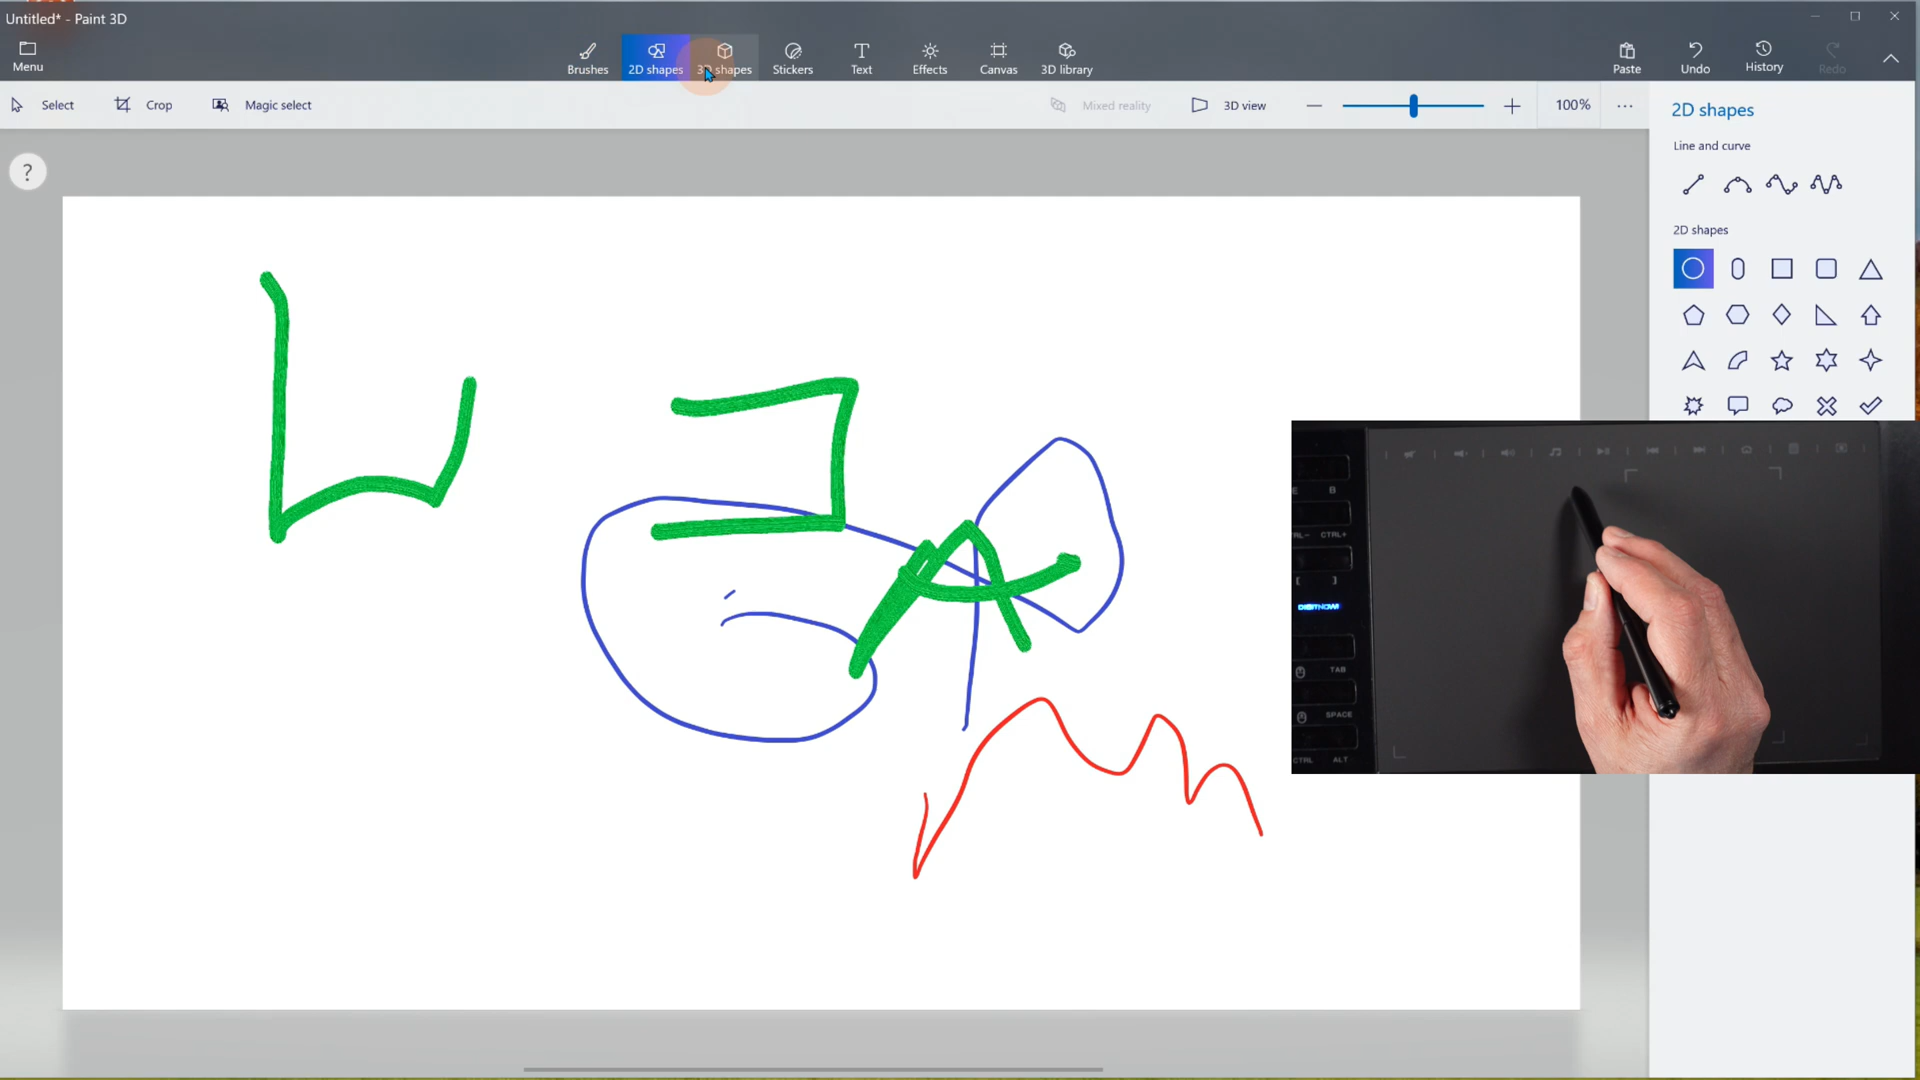 Untitled* - Paint 3D
Menu
Brushes
2D shapes
3D shapes
Stickers
Text
Effects
Canvas
3D library
Paste
Undo
History
Redo
Select
Crop
Magic select
Mixed reality
3D view
100%
2D shapes
Line and curve
2D shapes
?
E B
CTRL+
[ ]
DIGITNOW!
TAB
SPACE
CTRL ALT